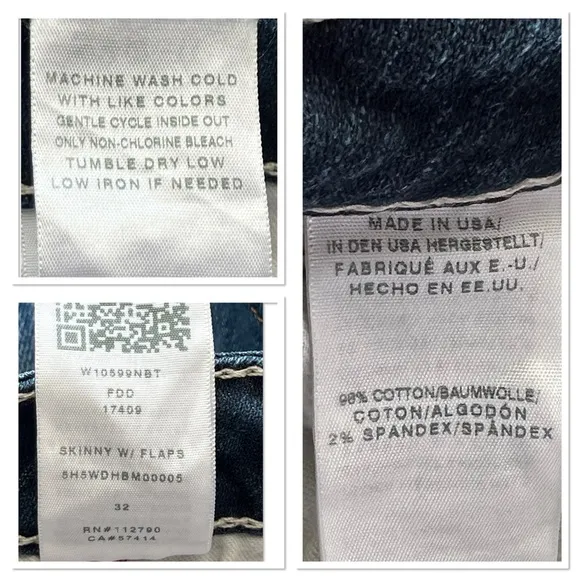 MACHINE WASH COLD
WITH LIKE COLORS
GENTLE CYCLE INSIDE OUT
ONLY NON-CHLORINE BLEACH
TUMBLE DRY LOW
LOW IRON IF NEEDED
W10599NBT
FDD
17409
SKINNY W/ FLAPS
5H5WDHBM00005
32
RN#112790
CA#57414
MADE IN USA/
IN DEN USA HERGESTELLT/
FABRIQUÉ AUX E.-U./
HECHO EN EE.UU.
98% COTTON/BAUMWOLLE/
COTON/ALGODÓN
2% SPANDEX/SPÁNDEX